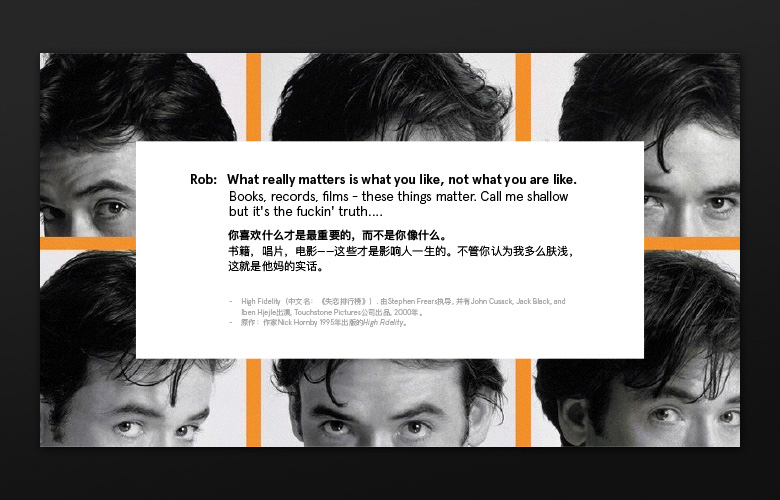 Rob: What really matters is what you like, not what you are like.
Books, records, films - these things matter. Call me shallow
but it's the fuckin' truth....
你喜欢什么才是最重要的，而不是你像什么。
书籍，唱片，电影——这些才是影响人一生的。不管你认为我多么肤浅，
这就是他妈的实话。
- High Fidelity（中文名：《失恋排行榜》）. 由Stephen Frears执导, 并有John Cusack, Jack Black, and
Iben Hjejle出演, Touchstone Pictures公司出品, 2000年。
- 原作：作家Nick Hornby 1995年出版的High Fidelity。